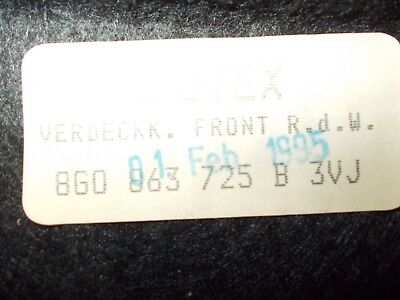 VERDECKK. FRONT R.d.W.
01. Feb. 1995
8G0 863 725 B 3VJ